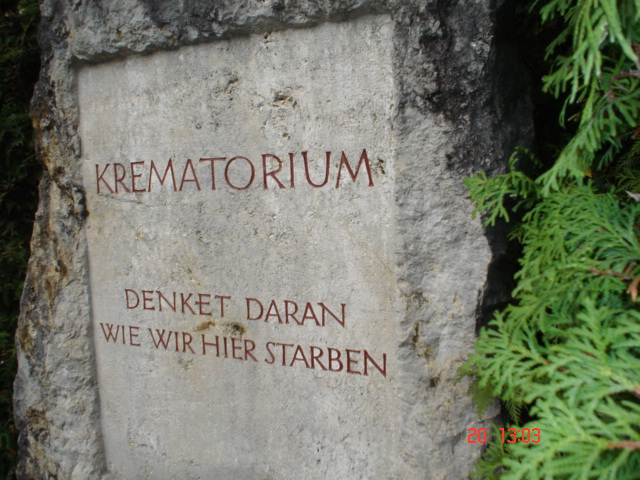 KREMATORIUM
DENKET DARAN
WIE WIR HIER STARBEN
20 13:03